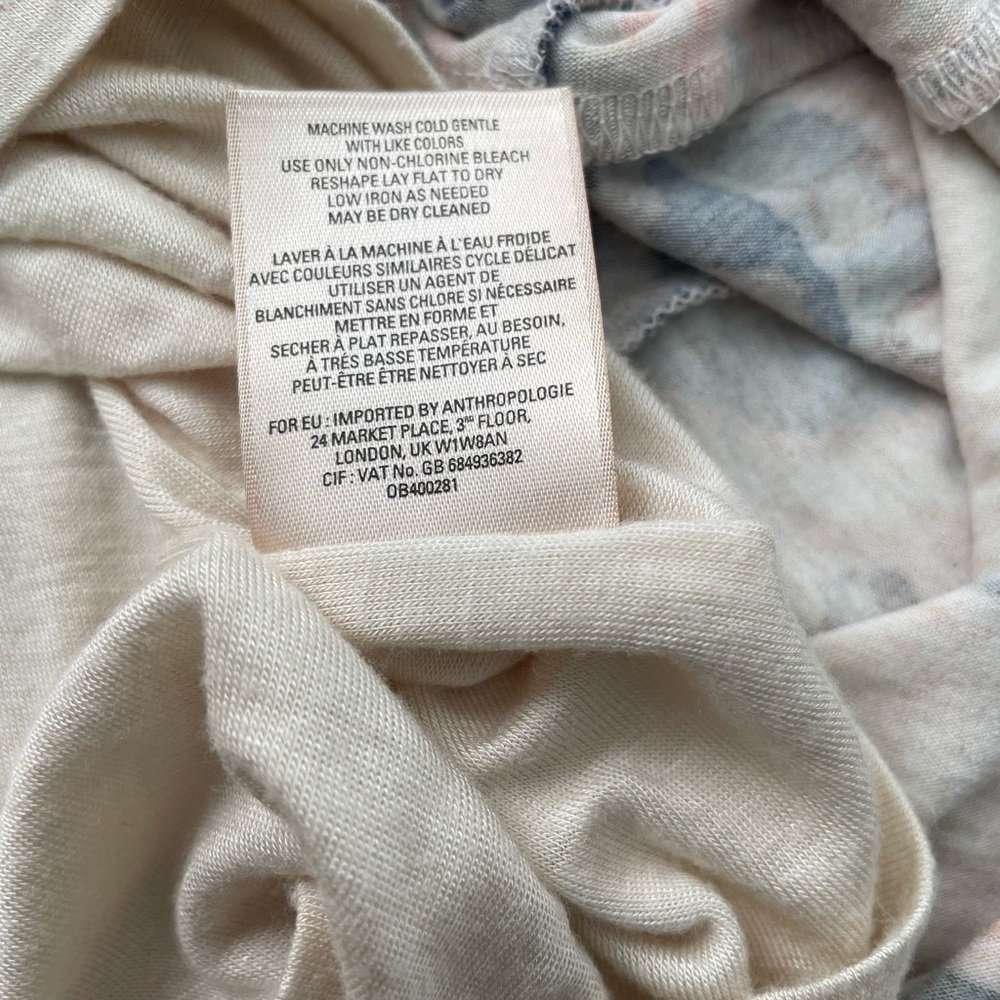 MACHINE WASH COLD GENTLE
WITH LIKE COLORS
USE ONLY NON-CHLORINE BLEACH
RESHAPE LAY FLAT TO DRY
LOW IRON AS NEEDED
MAY BE DRY CLEANED
LAVER À LA MACHINE À L'EAU FROIDE
AVEC COULEURS SIMILAIRES CYCLE DÉLICAT
UTILISER UN AGENT DE
BLANCHIMENT SANS CHLORE SI NÉCESSAIRE
METTRE EN FORME ET
SECHER À PLAT REPASSER, AU BESOIN,
À TRÉS BASSE TEMPÉRATURE
PEUT-ÊTRE ÊTRE NETTOYER À SEC
FOR EU : IMPORTED BY ANTHROPOLOGIE
24 MARKET PLACE, 3RD FLOOR,
LONDON, UK W1W8AN
CIF : VAT No. GB 684936382
OB400281